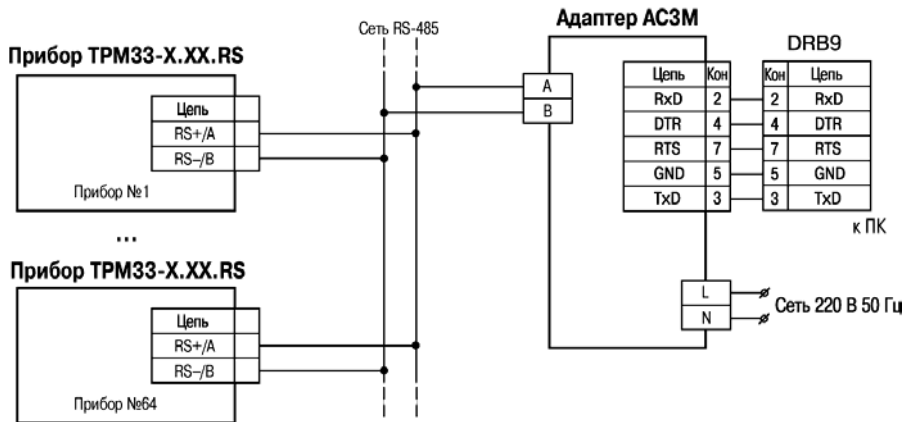 Сеть RS-485
Адаптер АС3М
Прибор ТРМ33-Х.ХХ.RS
Цепь
RS+/A
RS–/B
Прибор №1
...
Прибор ТРМ33-Х.ХХ.RS
Цепь
RS+/A
RS–/B
Прибор №64
A
B
DRB9
Цепь Кон Кон Цепь
RxD 2 2 RxD
DTR 4 4 DTR
RTS 7 7 RTS
GND 5 5 GND
TxD 3 3 TxD
к ПК
L
N
Сеть 220 В 50 Гц